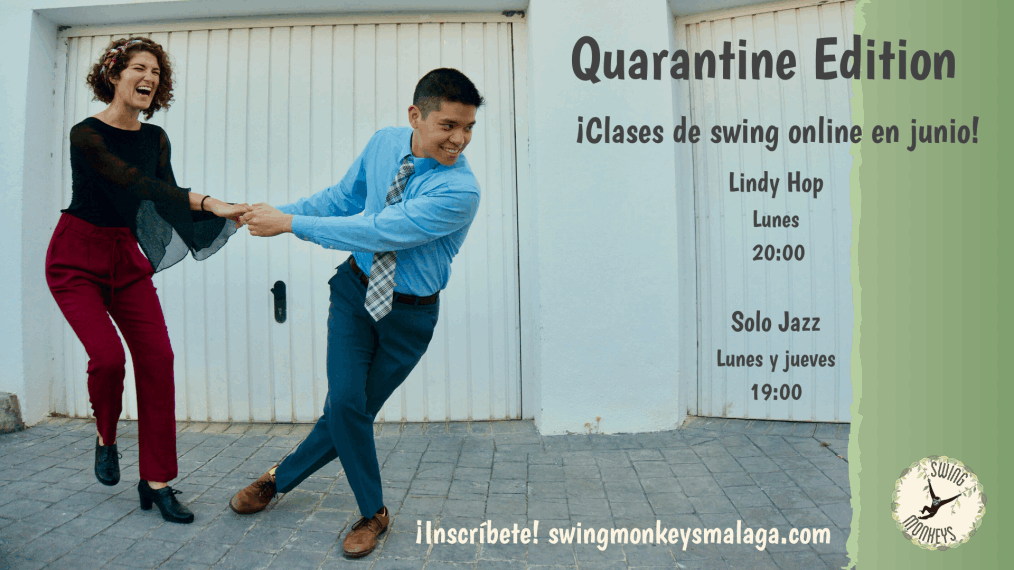 Quarantine Edition
¡Clases de swing online en junio!
Lindy Hop
Lunes
20:00
Solo Jazz
Lunes y jueves
19:00
¡Inscríbete! swingmonkeysmalaga.com
SWING
MONKEYS